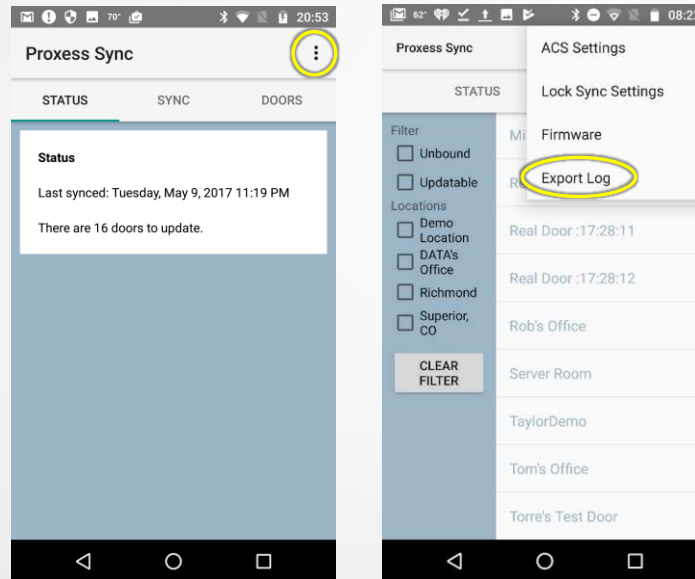 70° 20:53
Proxess Sync
STATUS SYNC DOORS
Status
Last synced: Tuesday, May 9, 2017 11:19 PM
There are 16 doors to update.
62°
Proxess Sync
STATUS
ACS Settings
Lock Sync Settings
Firmware
Export Log
Filter
Unbound
Updatable
Locations
Demo
Location
DATA's
Office
Richmond
Superior,
CO
CLEAR
FILTER
Mi
Real Door :17:28:11
Real Door :17:28:12
Rob's Office
Server Room
TaylorDemo
Tom's Office
Torre's Test Door